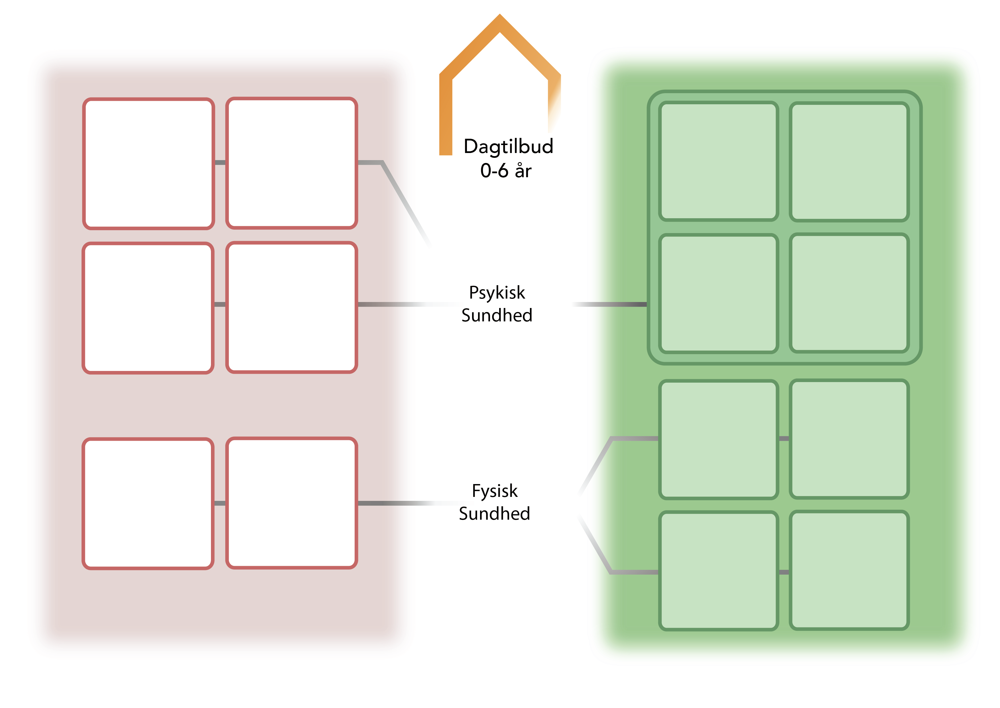 Dagtilbud
0-6 år
Psykisk
Sundhed
Fysisk
Sundhed